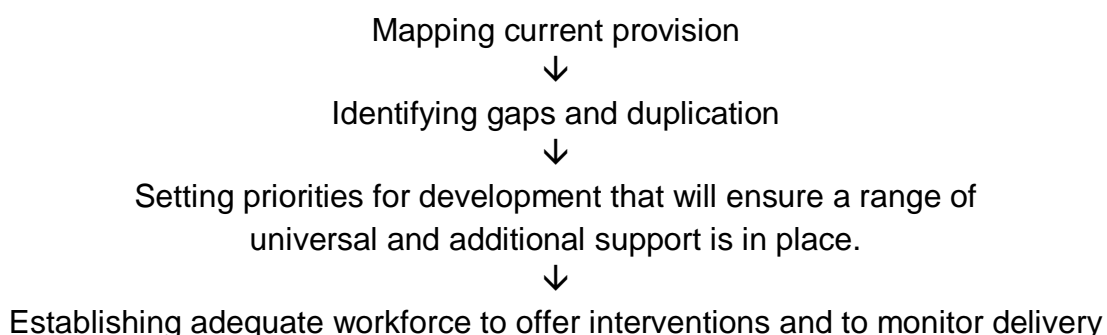 Mapping current provision
↓
Identifying gaps and duplication
↓
Setting priorities for development that will ensure a range of
universal and additional support is in place.
↓
Establishing adequate workforce to offer interventions and to monitor delivery